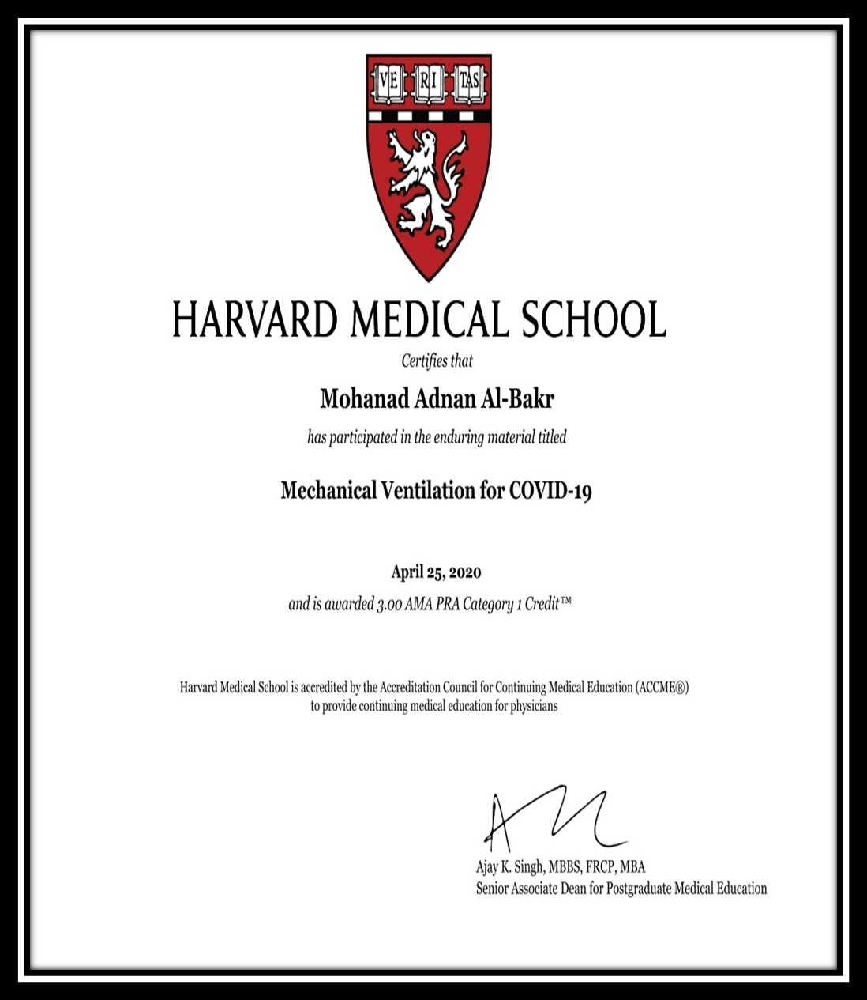 VE RI TAS
HARVARD MEDICAL SCHOOL
Certifies that
Mohanad Adnan Al-Bakr
has participated in the enduring material titled
Mechanical Ventilation for COVID-19
April 25, 2020
and is awarded 3.00 AMA PRA Category 1 Credit™
Harvard Medical School is accredited by the Accreditation Council for Continuing Medical Education (ACCME®)
to provide continuing medical education for physicians
Ajay K. Singh, MBBS, FRCP, MBA
Senior Associate Dean for Postgraduate Medical Education